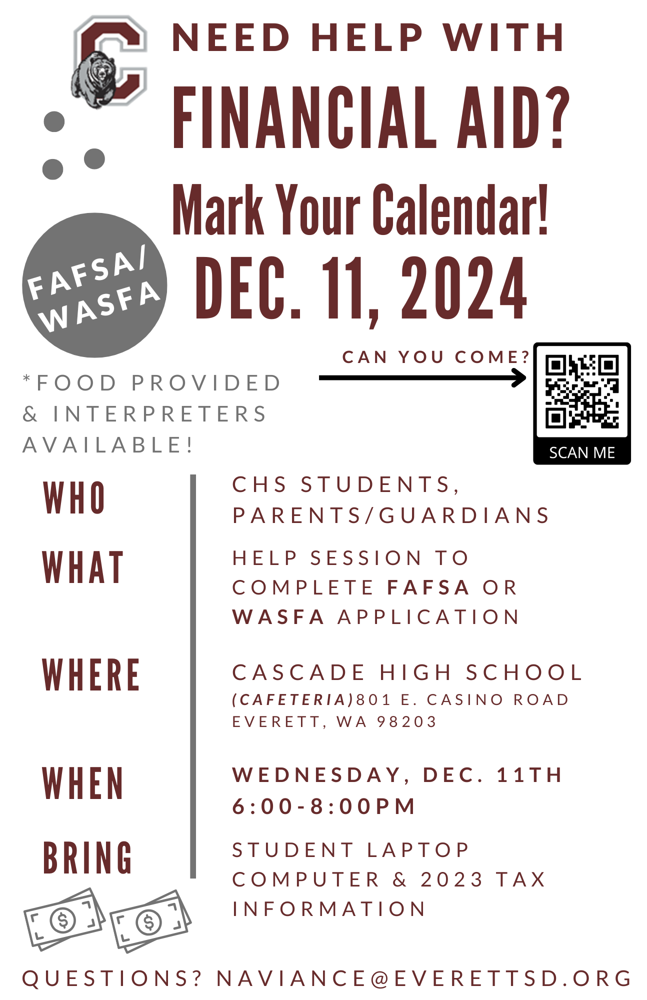 C
NEED HELP WITH
FINANCIAL AID?
Mark Your Calendar!
DEC. 11, 2024
FAFSA/
WASFA
CAN YOU COME?
SCAN ME
*FOOD PROVIDED
& INTERPRETERS
AVAILABLE!
WHO
CHS STUDENTS,
PARENTS/GUARDIANS
WHAT
HELP SESSION TO
COMPLETE FAFSA OR
WASFA APPLICATION
WHERE
CASCADE HIGH SCHOOL
(CAFETERIA)801 E. CASINO ROAD
EVERETT, WA 98203
WHEN
WEDNESDAY, DEC. 11TH
6:00-8:00PM
BRING
STUDENT LAPTOP
COMPUTER & 2023 TAX
INFORMATION
$ $
QUESTIONS? NAVIANCE@EVERETTSD.ORG